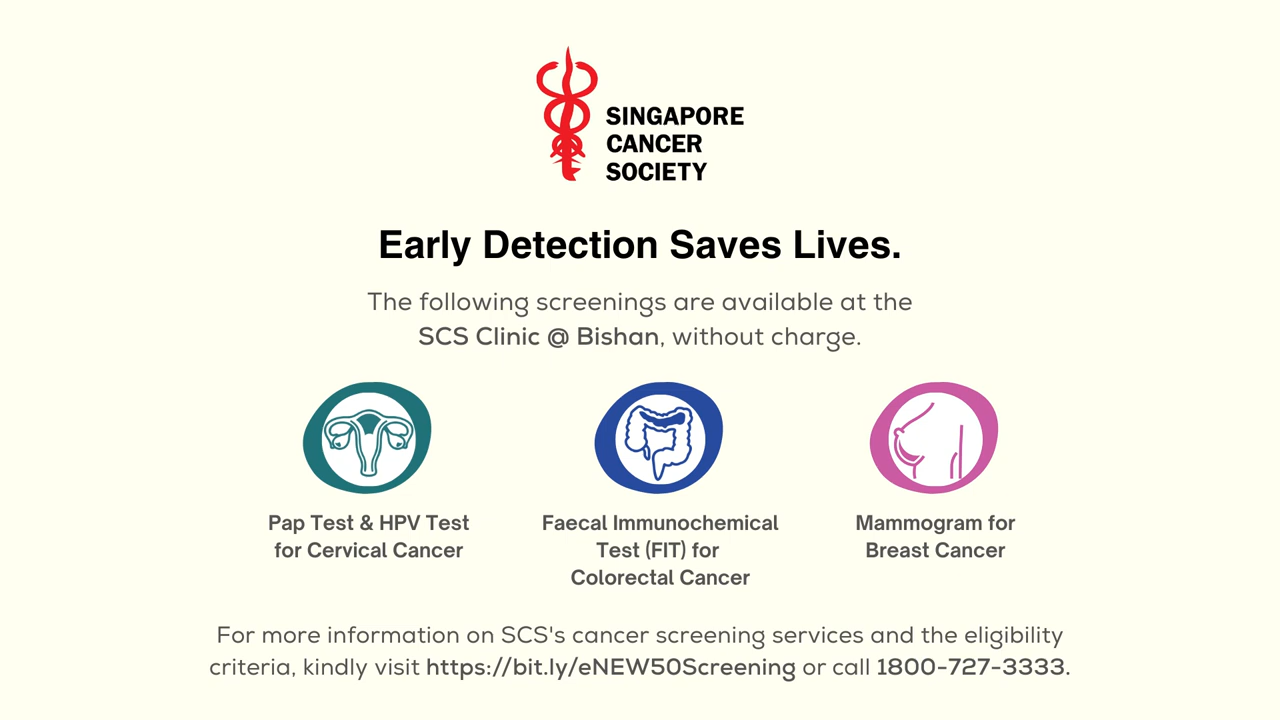 SINGAPORE
CANCER
SOCIETY
Early Detection Saves Lives.
The following screenings are available at the
SCS Clinic @ Bishan, without charge.
Pap Test & HPV Test
for Cervical Cancer
Faecal Immunochemical
Test (FIT) for
Colorectal Cancer
Mammogram for
Breast Cancer
For more information on SCS's cancer screening services and the eligibility
criteria, kindly visit https://bit.ly/eNEW50Screening or call 1800-727-3333.